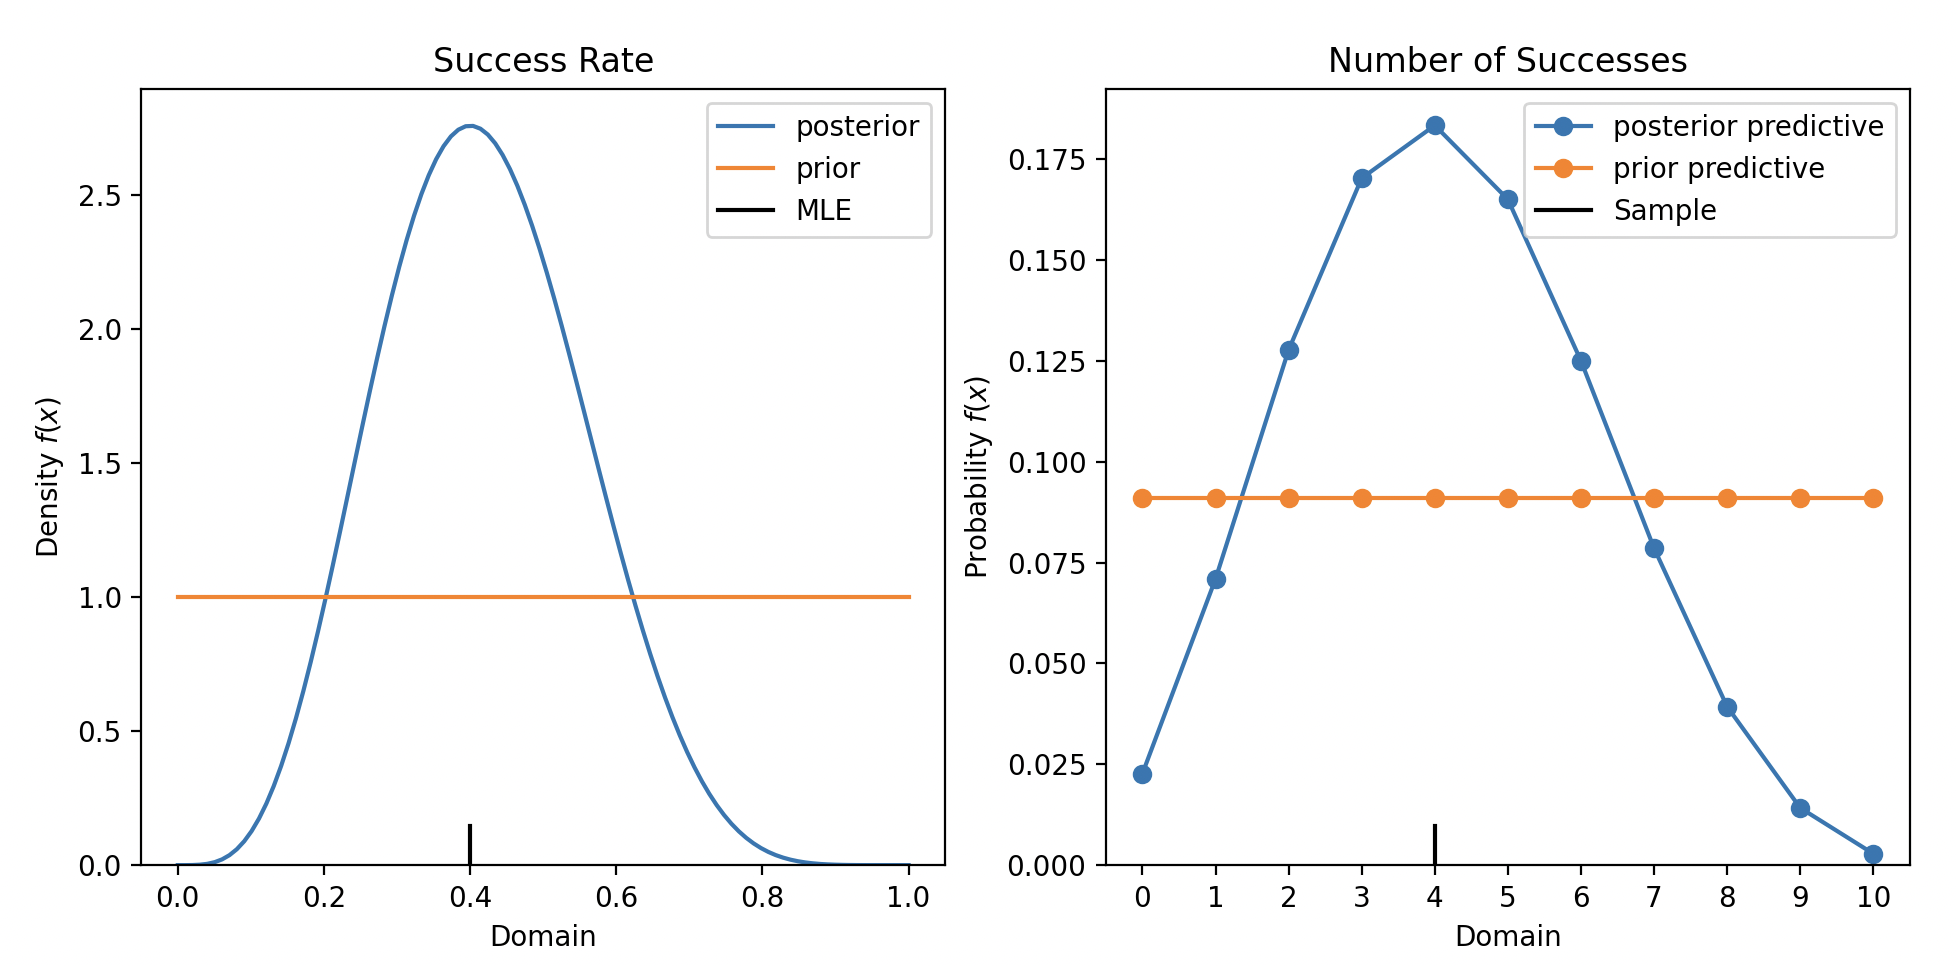 Success Rate
posterior
prior
MLE
2.5
2.0
1.5
1.0
0.5
0.0
Density f(x)
0.0 0.2 0.4 0.6 0.8 1.0
Domain
Number of Successes
posterior predictive
prior predictive
Sample
0.175
0.150
0.125
0.100
0.075
0.050
0.025
0.000
Probability f(x)
0 1 2 3 4 5 6 7 8 9 10
Domain